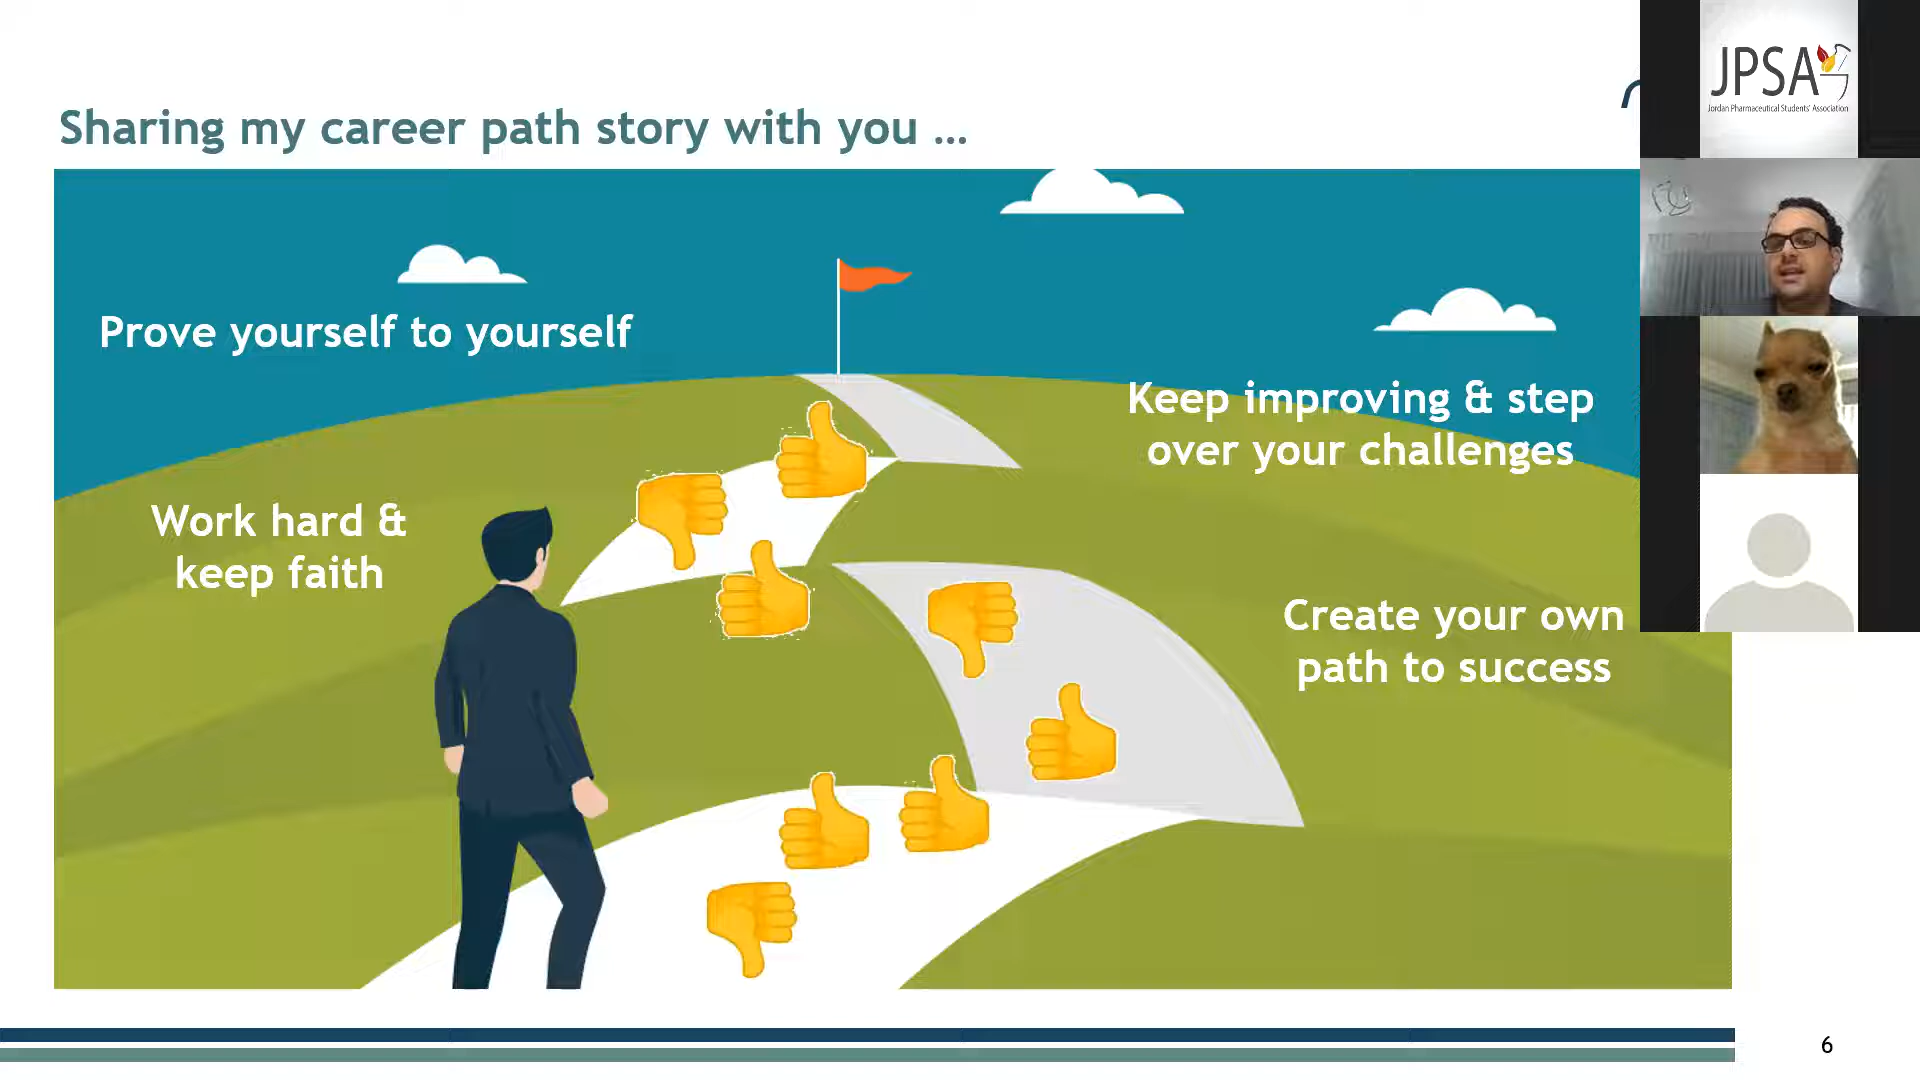 Sharing my career path story with you ...
JPSA
Jordan Pharmaceutical Students' Association
Prove yourself to yourself
Keep improving & step
over your challenges
Work hard &
keep faith
Create your own
path to success
6